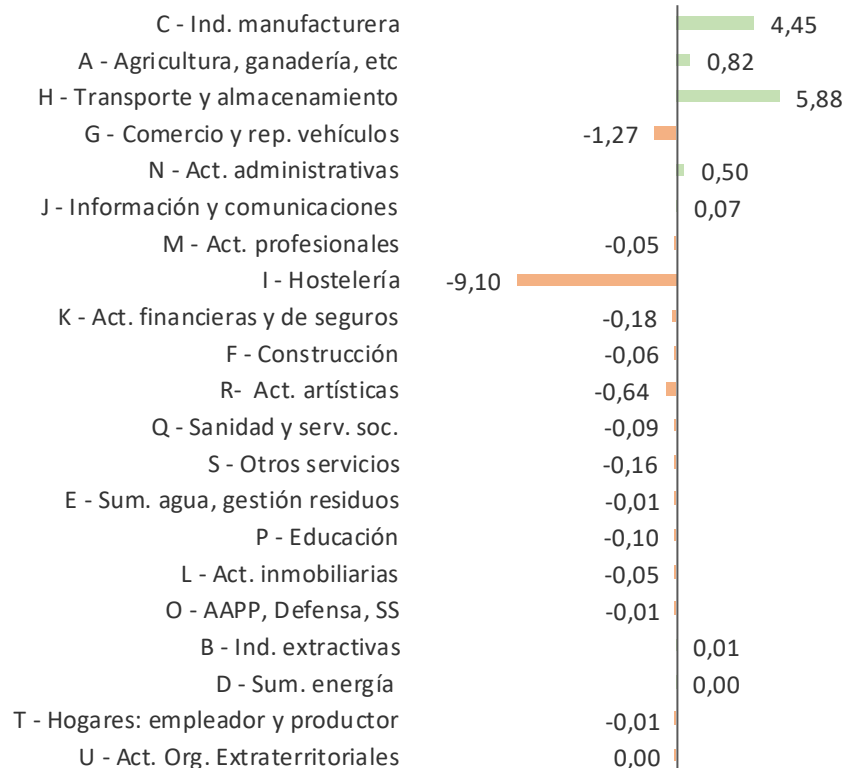 C - Ind. manufacturera 4,45
A - Agricultura, ganadería, etc 0,82
H - Transporte y almacenamiento 5,88
G - Comercio y rep. vehículos -1,27
N - Act. administrativas 0,50
J - Información y comunicaciones 0,07
M - Act. profesionales -0,05
I - Hostelería -9,10
K - Act. financieras y de seguros -0,18
F - Construcción -0,06
R- Act. artísticas -0,64
Q - Sanidad y serv. soc. -0,09
S - Otros servicios -0,16
E - Sum. agua, gestión residuos -0,01
P - Educación -0,10
L - Act. inmobiliarias -0,05
O - AAPP, Defensa, SS -0,01
B - Ind. extractivas 0,01
D - Sum. energía 0,00
T - Hogares: empleador y productor -0,01
U - Act. Org. Extraterritoriales 0,00